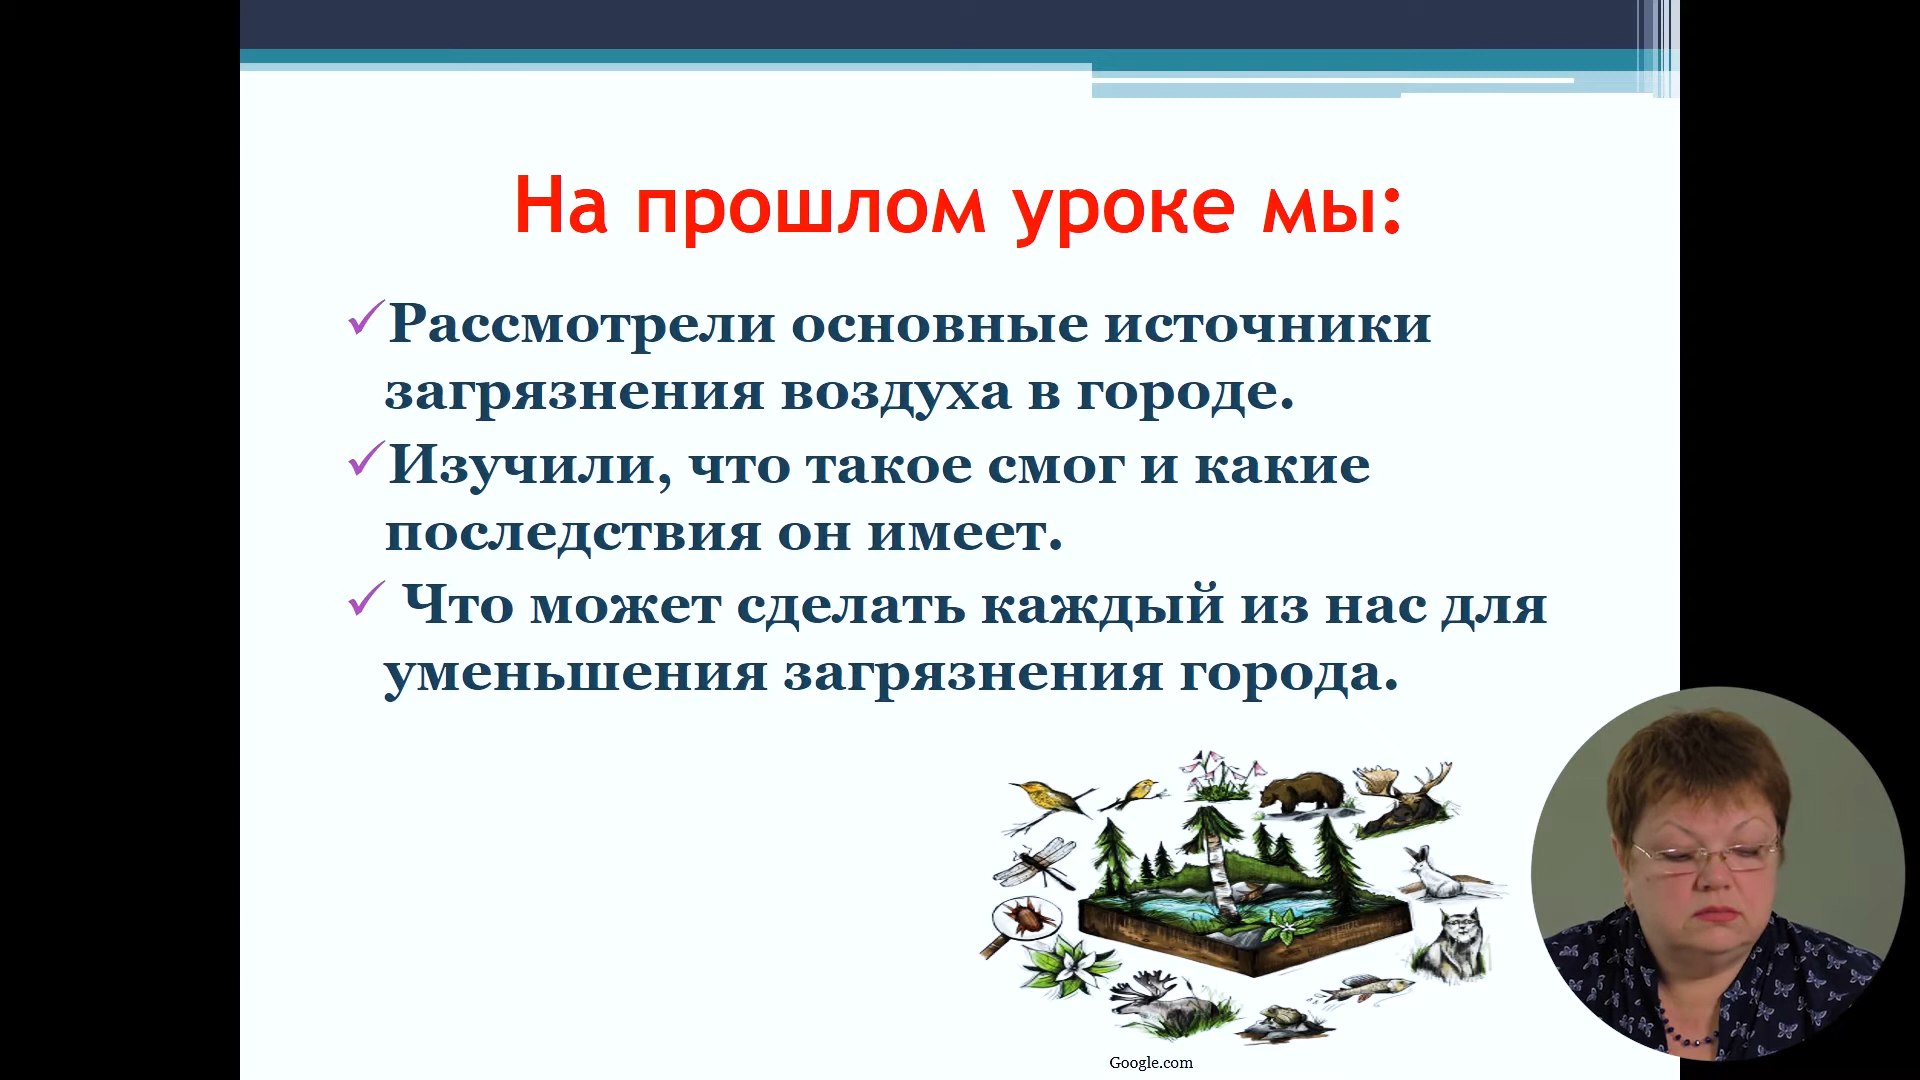 На прошлом уроке мы:
Рассмотрели основные источники
загрязнения воздуха в городе.
Изучили, что такое смог и какие
последствия он имеет.
Что может сделать каждый из нас для
уменьшения загрязнения города.
Google.com